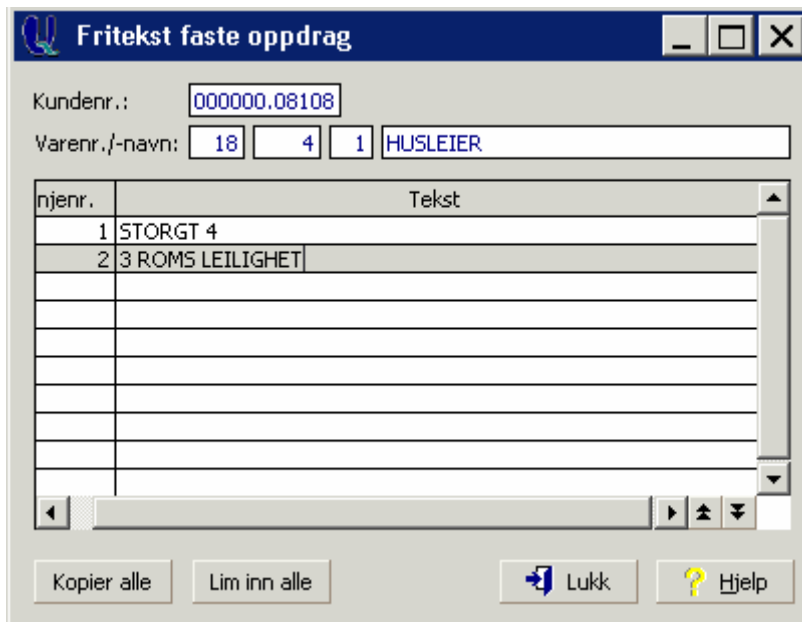 Fritekst faste oppdrag
Kundenr.: 000000.08108
Varenr./-navn: 18 4 1 HUSLEIER
njenr. Tekst
1 STORGT 4
2 3 ROMS LEILIGHET
Kopier alle Lim inn alle Lukk Hjelp